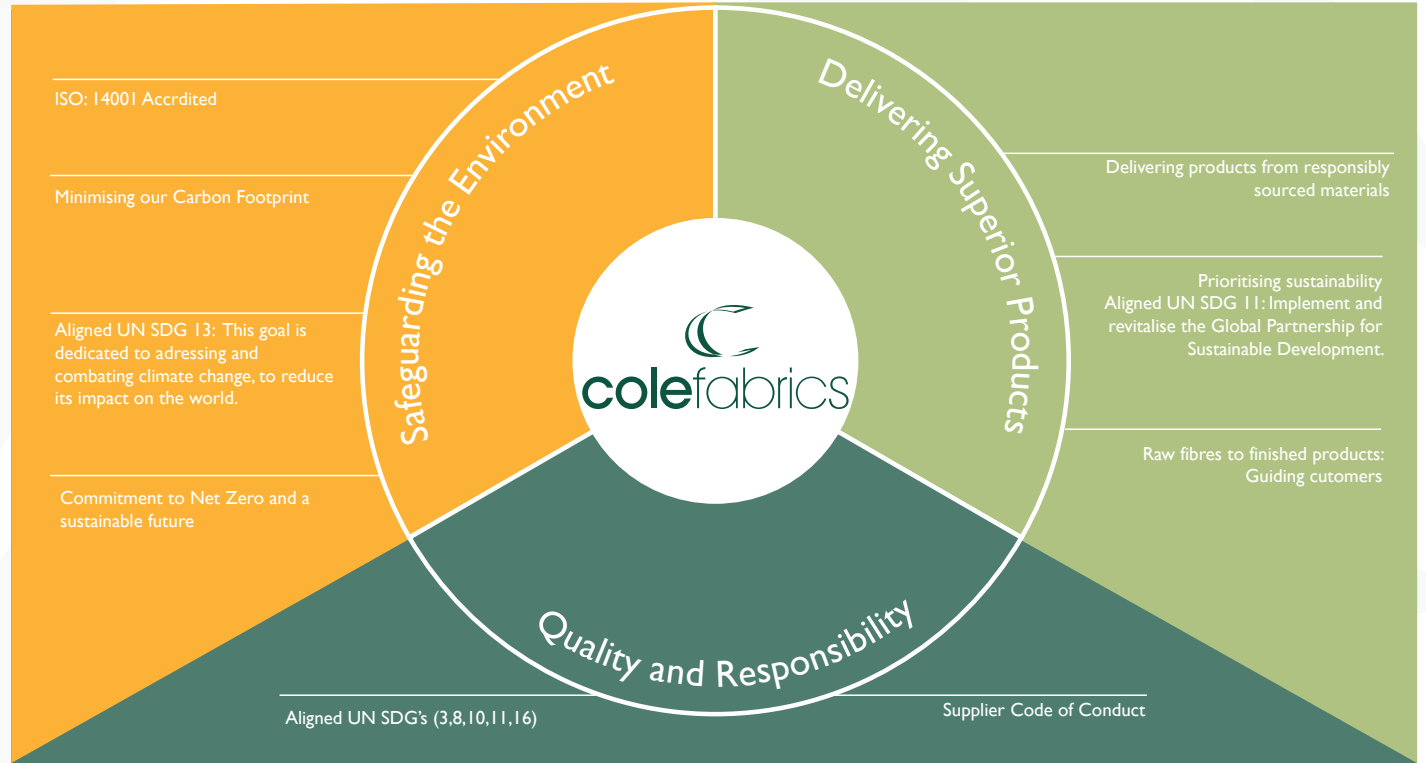 Safeguarding the Environment
ISO: 14001 Accrdited
Minimising our Carbon Footprint
Aligned UN SDG 13: This goal is
dedicated to adressing and
combating climate change, to reduce
its impact on the world.
Commitment to Net Zero and a
sustainable future
Delivering Superior Products
Delivering products from responsibly
sourced materials
Prioritising sustainability
Aligned UN SDG 11: Implement and
revitalise the Global Partnership for
Sustainable Development.
Raw fibres to finished products:
Guiding cutomers
colefabrics
Quality and Responsibility
Aligned UN SDG's (3,8,10,11,16)
Supplier Code of Conduct